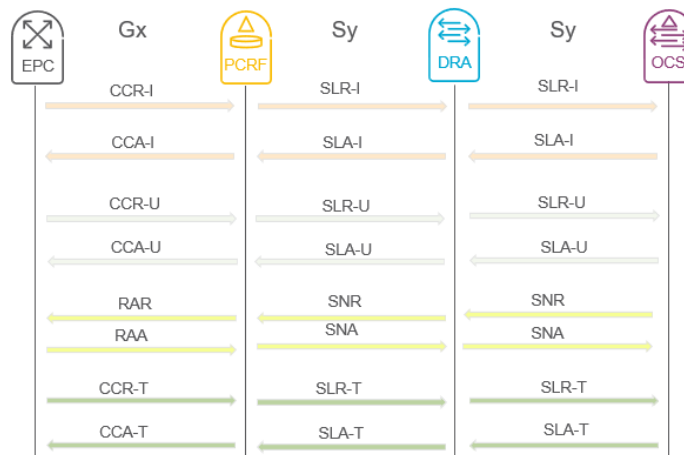 Gx Sy Sy
EPC PCRF DRA OCS
CCR-I SLR-I SLR-I
CCA-I SLA-I SLA-I
CCR-U SLR-U SLR-U
CCA-U SLA-U SLA-U
RAR SNR SNR
RAA SNA SNA
CCR-T SLR-T SLR-T
CCA-T SLA-T SLA-T